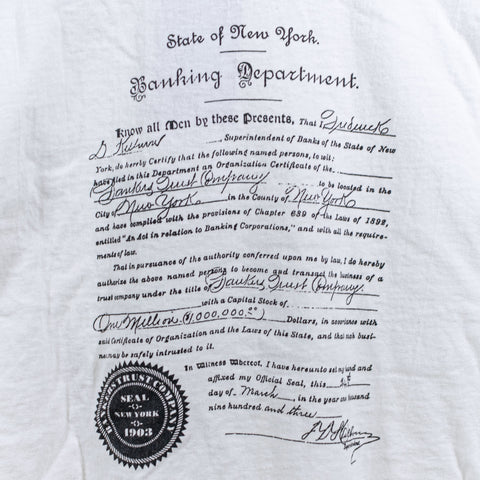 State of New York.
Banking Department.
Know all Men by these Presents, That I Frederick
D Kilburn Superintendent of Banks of the State of New
York, do hereby Certify that the following named persons, to wit:
have filed in this Department an Organization Certificate of the
Bankers Trust Company to be located in the
City of New York in the County of New York
and have complied with the provisions of Chapter 689 of the Laws of 1892,
entitled "An Act in relation to Banking Corporations," and with all the require-
ments of law.
That in pursuance of the authority conferred upon me by law, I do hereby
authorize the above named persons to become and transact the business of a
trust company under the title of Bankers Trust Company
with a Capital Stock of
One Million ($1,000,000.00) Dollars, in accordance with
said Certificate of Organization and the Laws of this State, and that such busi-
ness may be safely intrusted to it.
In Witness Whereof, I have hereunto set my hand and
affixed my Official Seal, this
day of March, in the year one thousand
nine hundred and three
F D Kilburn
BANKERS TRUST COMPANY
SEAL
NEW YORK
1903